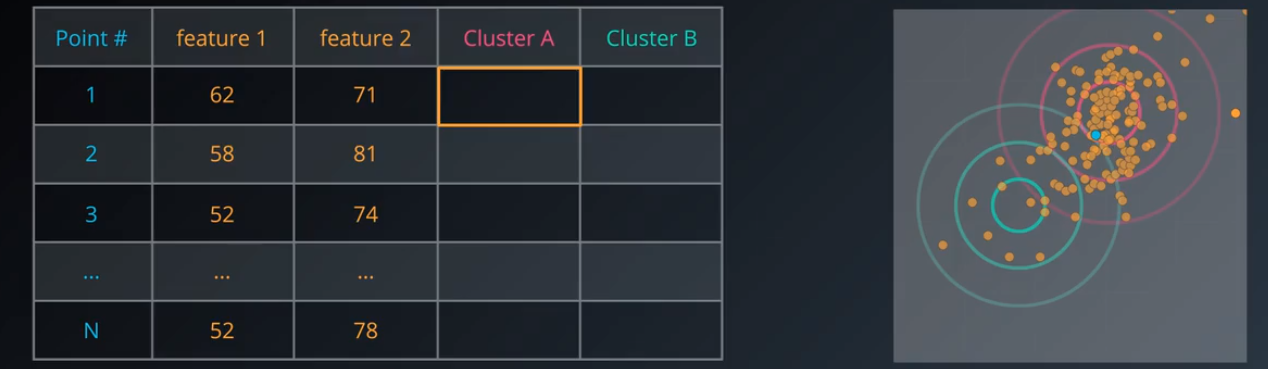 Point # feature 1 feature 2 Cluster A Cluster B
1 62 71
2 58 81
3 52 74
... ... ...
N 52 78